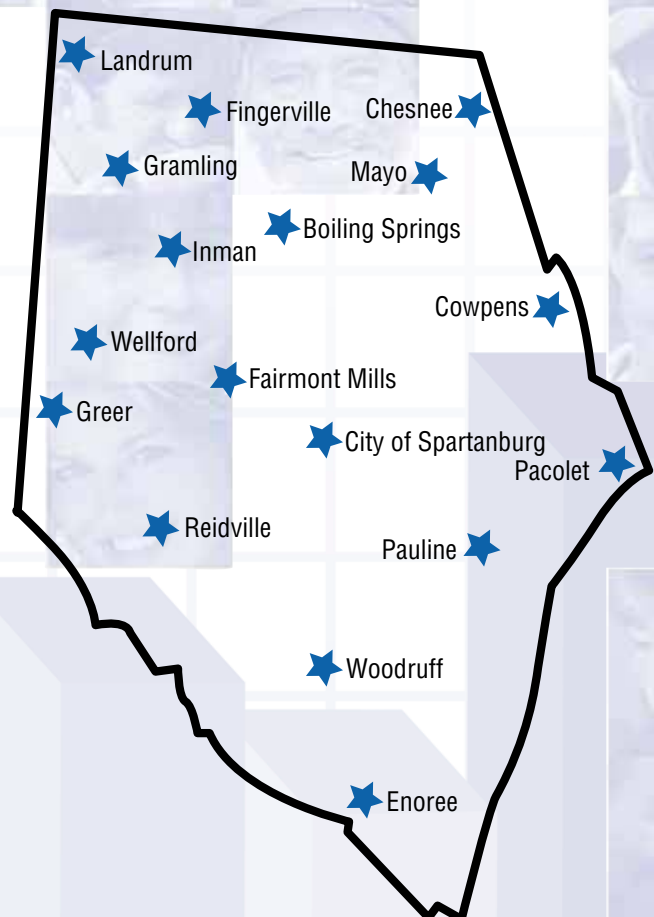 Landrum
Fingerville
Chesnee
Gramling
Mayo
Boiling Springs
Inman
Cowpens
Wellford
Fairmont Mills
Greer
City of Spartanburg
Pacolet
Reidville
Pauline
Woodruff
Enoree